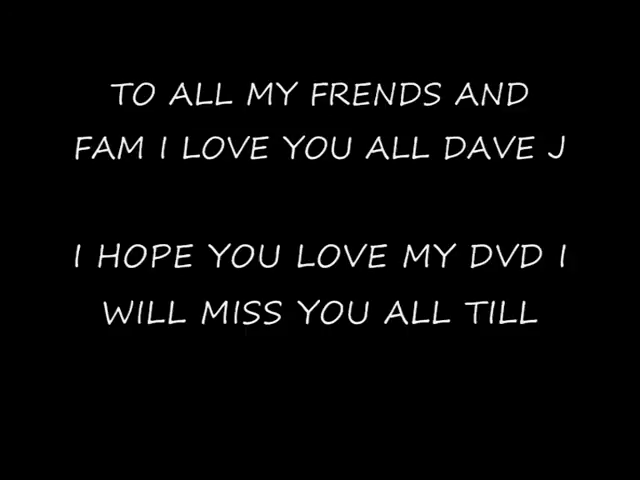 TO ALL MY FRENDS AND
FAM I LOVE YOU ALL DAVE J
I HOPE YOU LOVE MY DVD I
WILL MISS YOU ALL TILL